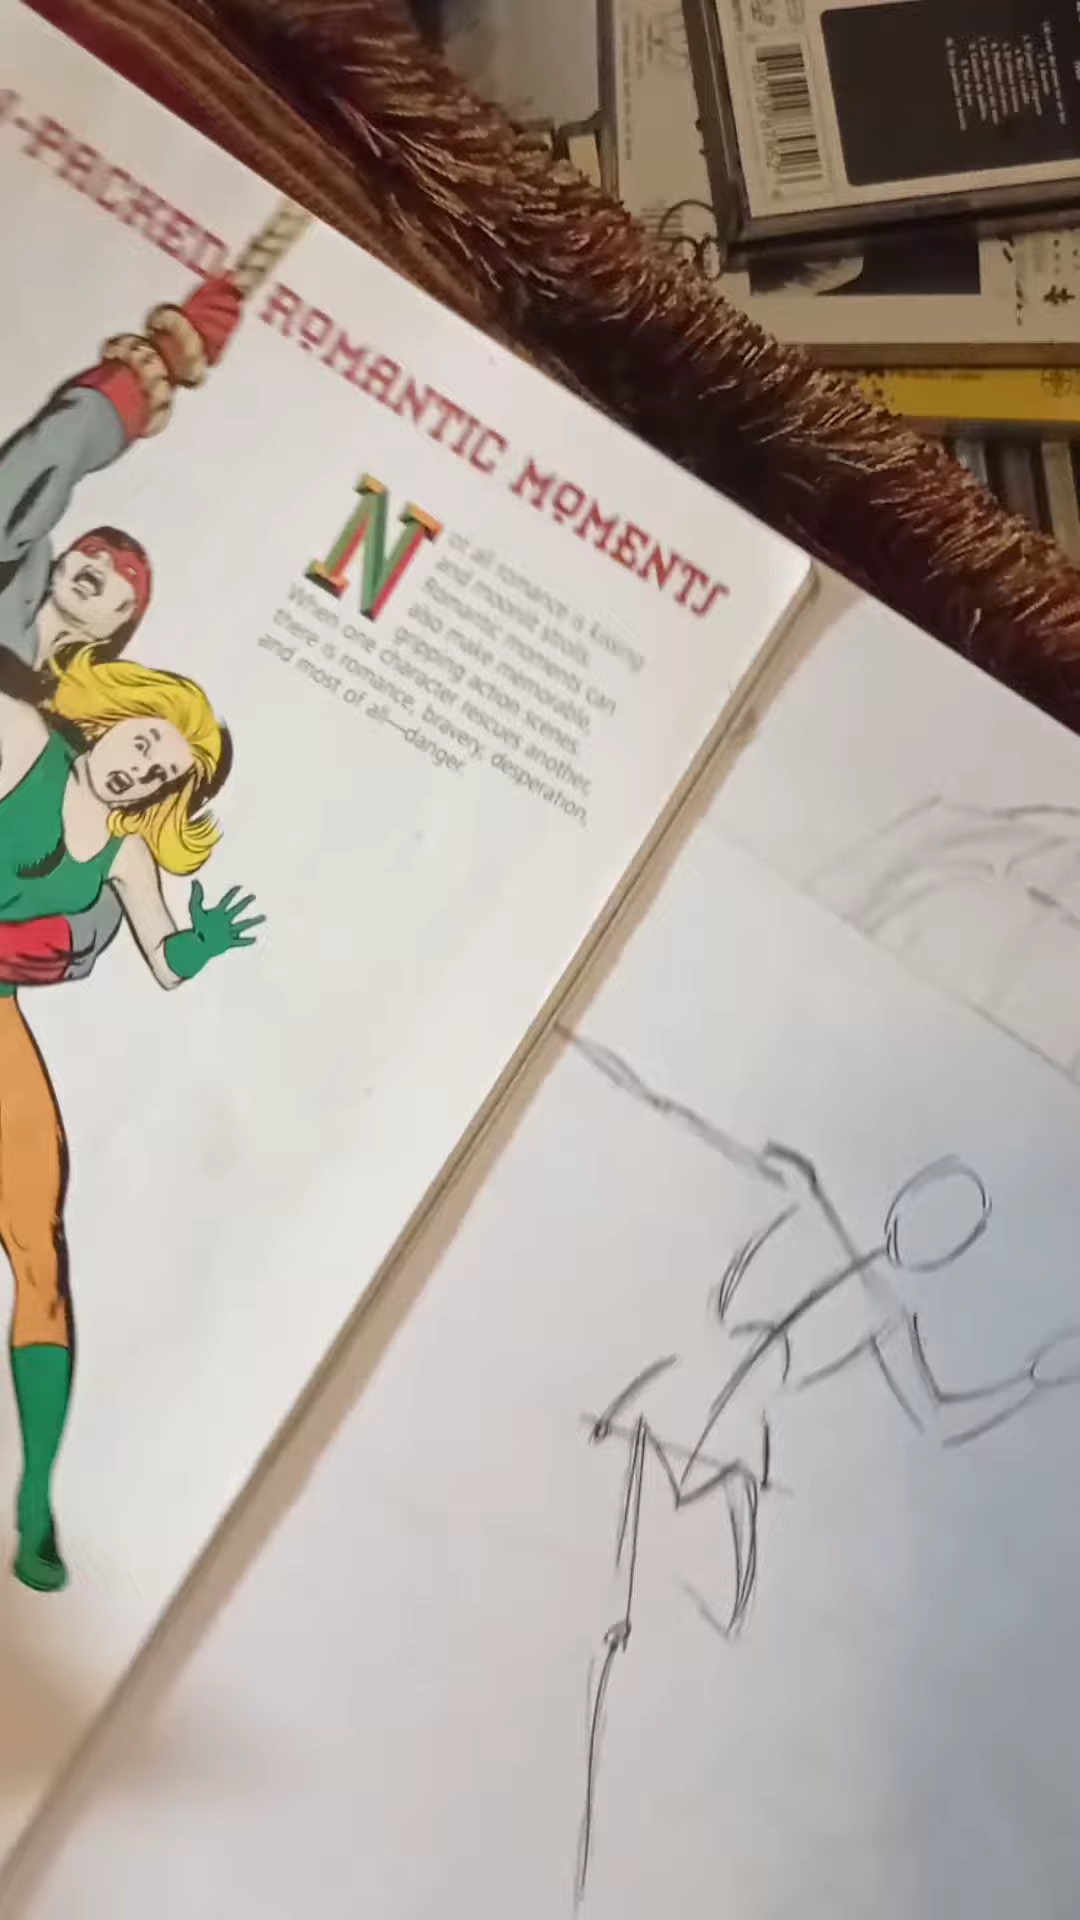 -PACKED ROMANTIC MOMENTS
Not all romance is kissing
and moonlit strolls.
Romantic moments can
also make memorable,
gripping action scenes.
When one character rescues another,
there is romance, bravery, desperation,
and most of all—danger.